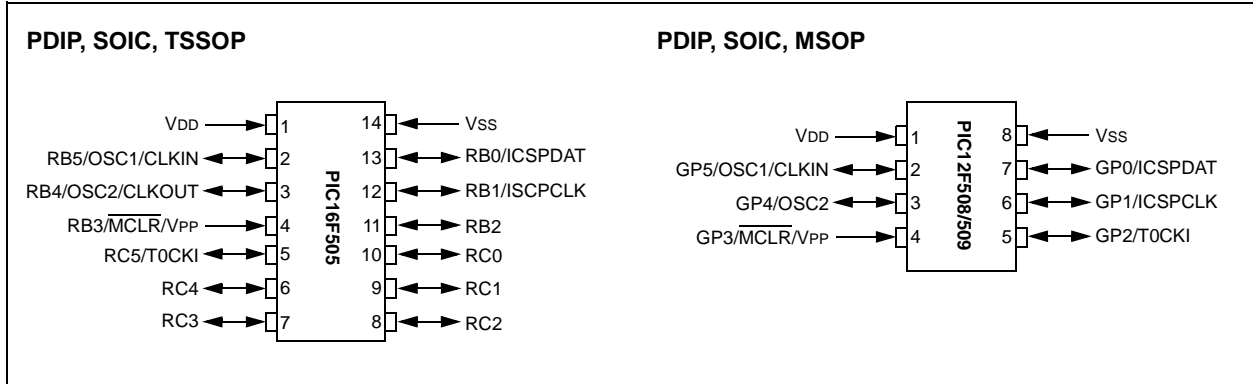 PDIP, SOIC, TSSOP
VDD 1 14 VSS
RB5/OSC1/CLKIN 2 13 RB0/ICSPDAT
RB4/OSC2/CLKOUT 3 12 RB1/ISCPCLK
RB3/MCLR/VPP 4 11 RB2
RC5/T0CKI 5 10 RC0
RC4 6 9 RC1
RC3 7 8 RC2
PIC16F505
PDIP, SOIC, MSOP
VDD 1 8 VSS
GP5/OSC1/CLKIN 2 7 GP0/ICSPDAT
GP4/OSC2 3 6 GP1/ICSPCLK
GP3/MCLR/VPP 4 5 GP2/T0CKI
PIC12F508/509